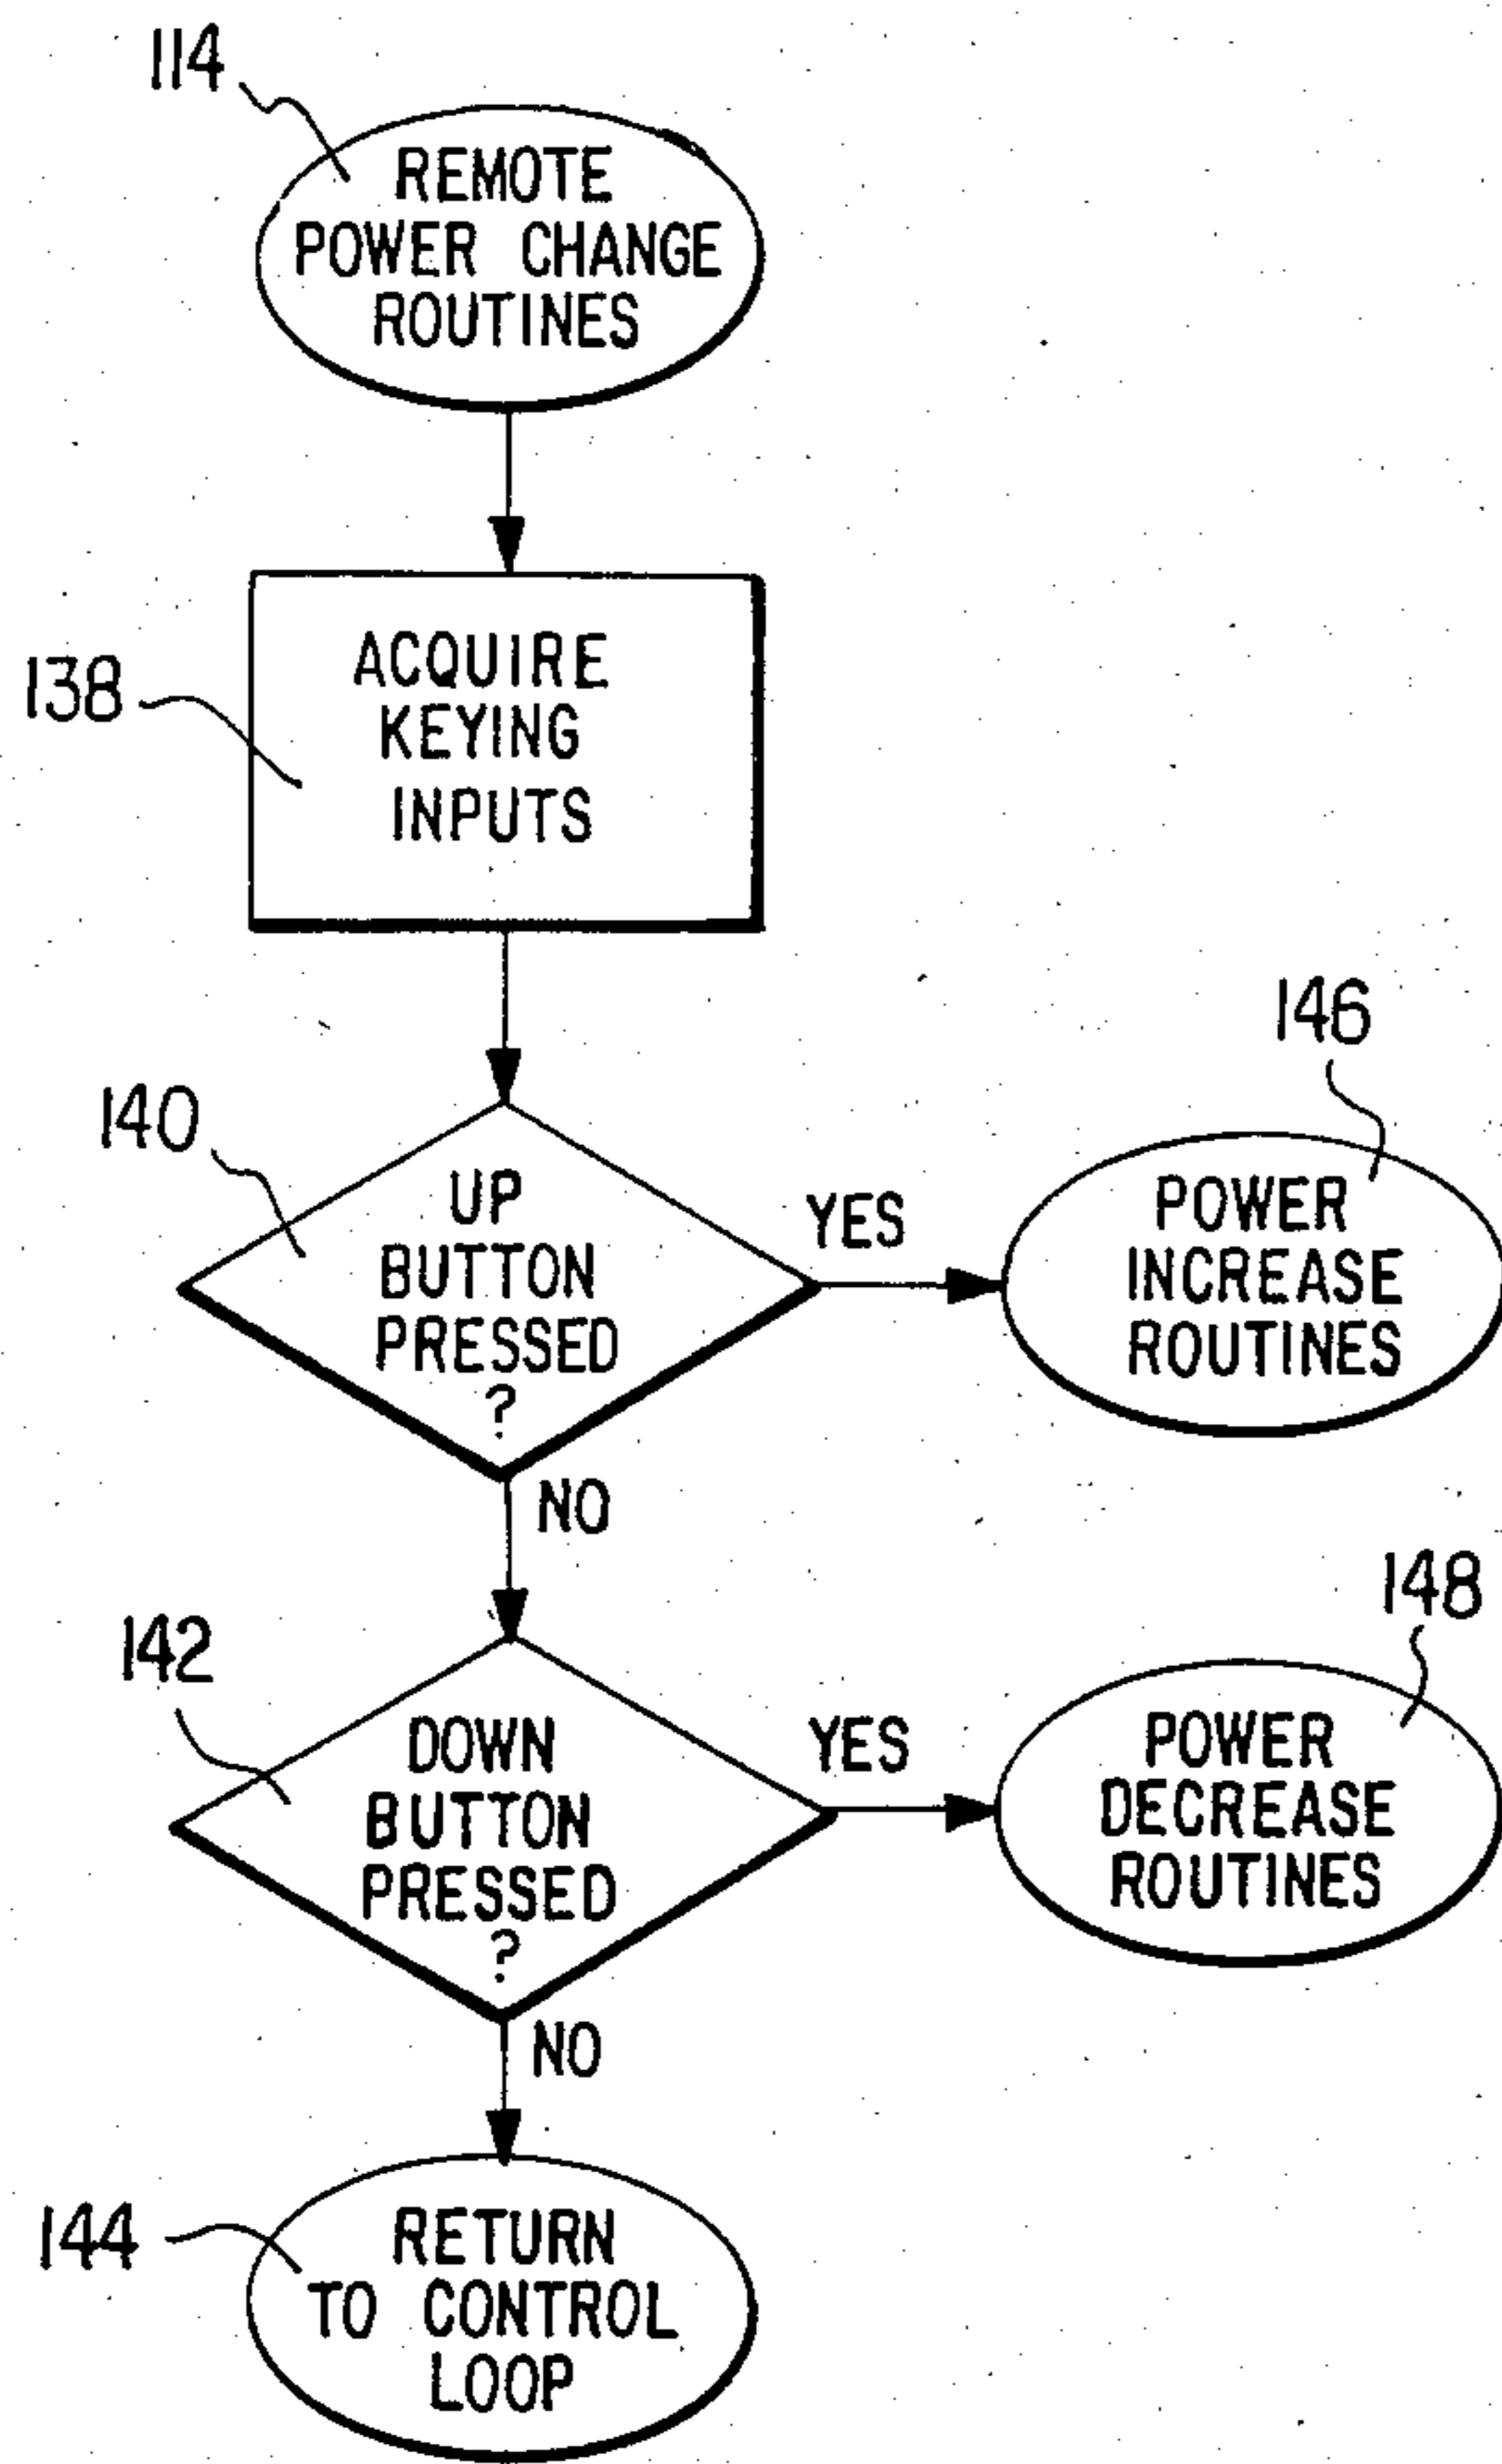 114
REMOTE
POWER CHANGE
ROUTINES
138
ACQUIRE
KEYING
INPUTS
140
UP
BUTTON
PRESSED
?
YES
146
POWER
INCREASE
ROUTINES
NO
142
DOWN
BUTTON
PRESSED
?
YES
148
POWER
DECREASE
ROUTINES
NO
144
RETURN
TO CONTROL
LOOP